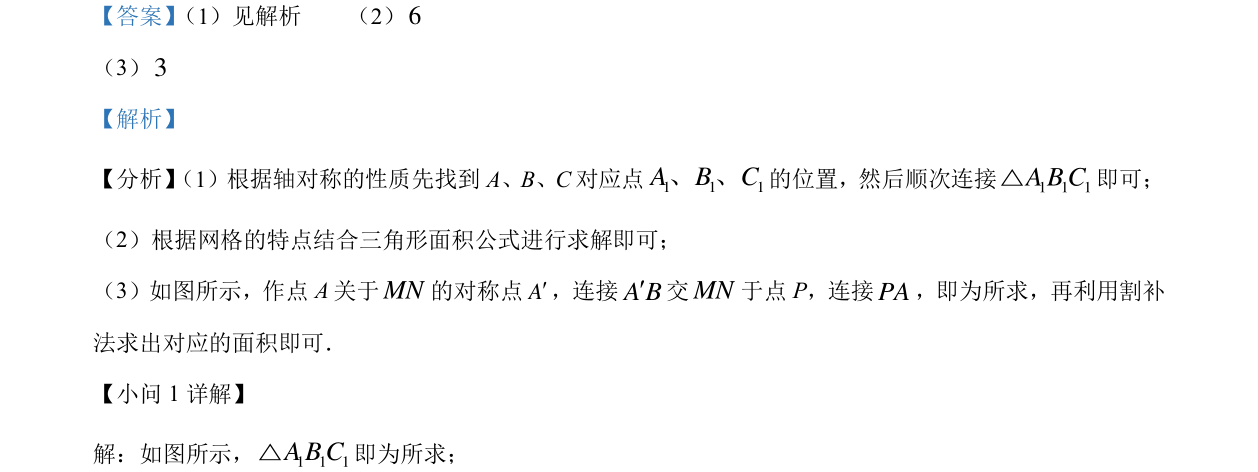 【答案】（1）见解析 （2）6
（3）3
【解析】
【分析】（1）根据轴对称的性质先找到 A、B、C 对应点 A₁、B₁、C₁ 的位置，然后顺次连接△A₁B₁C₁ 即可；
（2）根据网格的特点结合三角形面积公式进行求解即可；
（3）如图所示，作点 A 关于 MN 的对称点 A′，连接 A′B 交 MN 于点 P，连接 PA，即为所求，再利用割补
法求出对应的面积即可．
【小问 1 详解】
解：如图所示，△A₁B₁C₁ 即为所求；